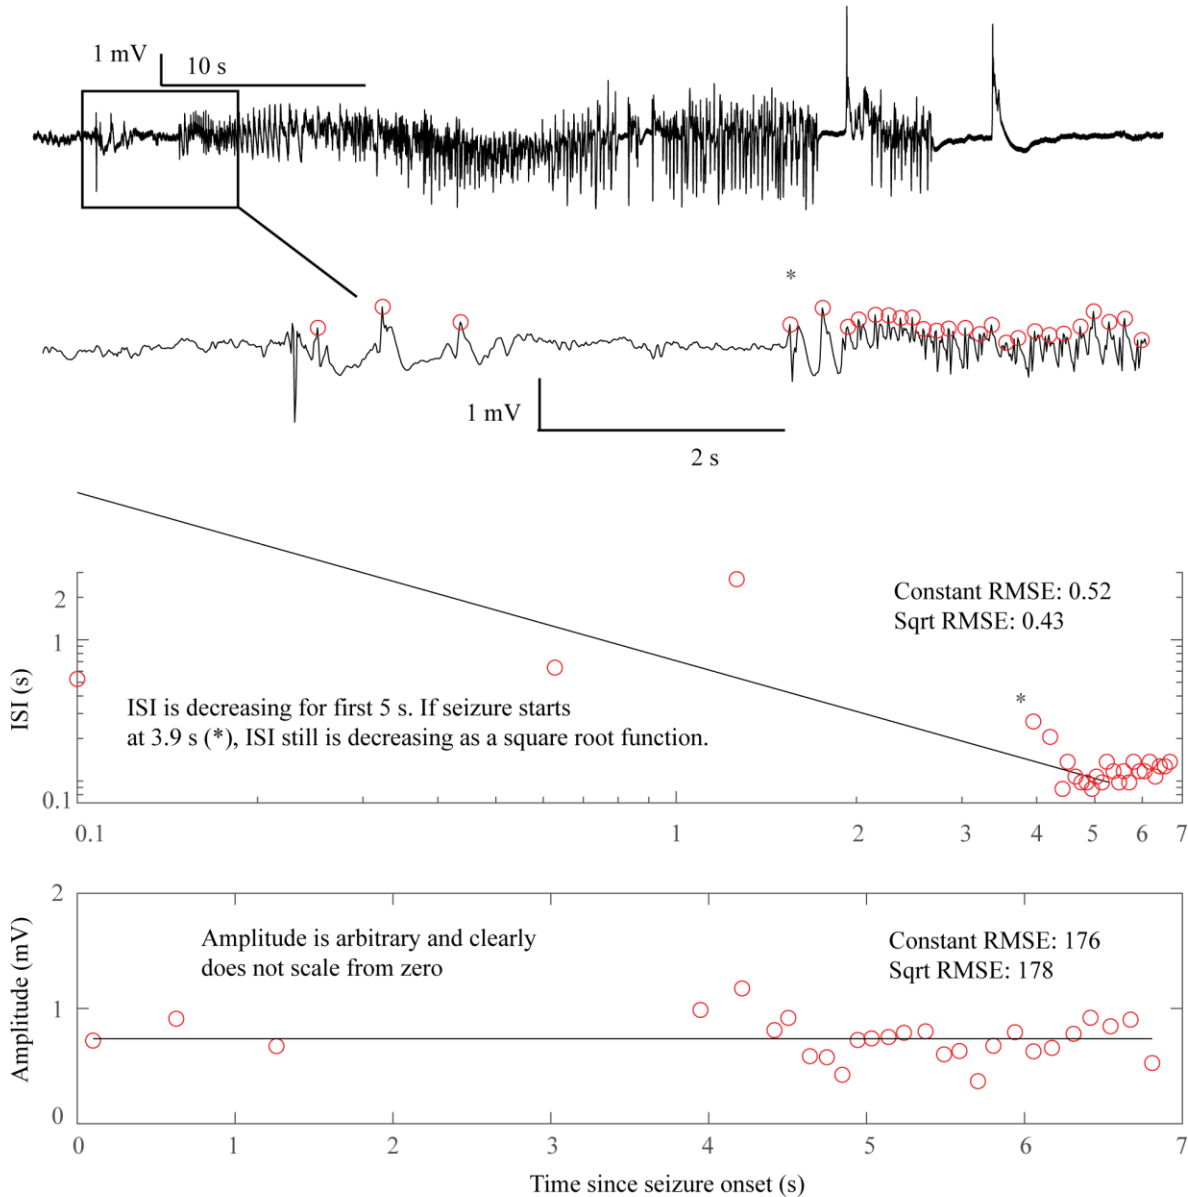 1 mV
10 s
*
1 mV
2 s
Constant RMSE: 0.52
Sqrt RMSE: 0.43
2
1
0.1
ISI (s)
*
ISI is decreasing for first 5 s. If seizure starts
at 3.9 s (*), ISI still is decreasing as a square root function.
0.1 1 2 3 4 5 6 7
2
1
0
Amplitude (mV)
Amplitude is arbitrary and clearly
does not scale from zero
Constant RMSE: 176
Sqrt RMSE: 178
0 1 2 3 4 5 6 7
Time since seizure onset (s)